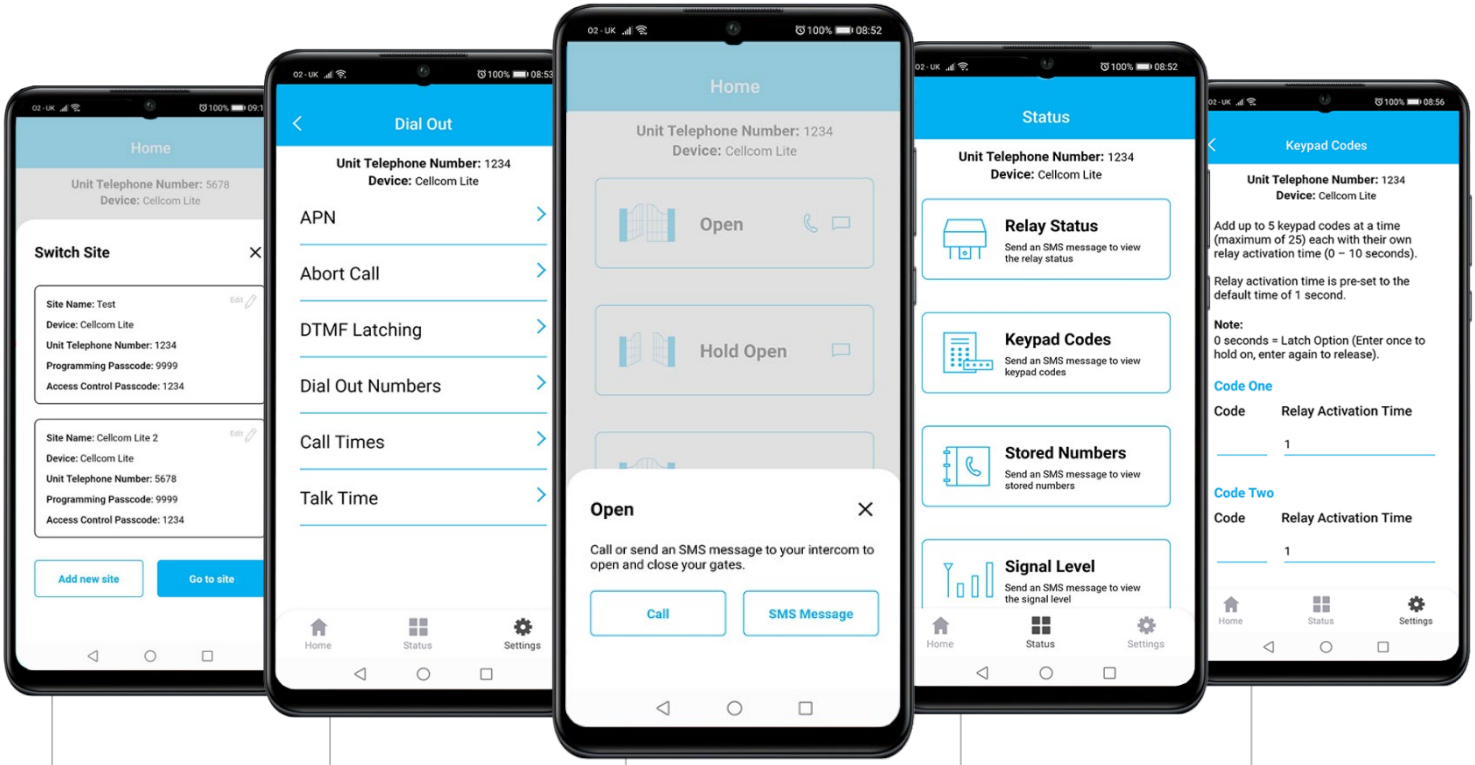 O2-UK 100% 09:1
Home
Unit Telephone Number: 5678
Device: Cellcom Lite
Switch Site
Site Name: Test
Edit
Device: Cellcom Lite
Unit Telephone Number: 1234
Programming Passcode: 9999
Access Control Passcode: 1234
Site Name: Cellcom Lite 2
Edit
Device: Cellcom Lite
Unit Telephone Number: 5678
Programming Passcode: 9999
Access Control Passcode: 1234
Add new site
Go to site
O2-UK 100% 08:53
Dial Out
Unit Telephone Number: 1234
Device: Cellcom Lite
APN
Abort Call
DTMF Latching
Dial Out Numbers
Call Times
Talk Time
Home
Status
Settings
O2-UK 100% 08:52
Home
Unit Telephone Number: 1234
Device: Cellcom Lite
Open
Hold Open
Open
Call or send an SMS message to your intercom to
open and close your gates.
Call
SMS Message
O2-UK 100% 08:52
Status
Unit Telephone Number: 1234
Device: Cellcom Lite
Relay Status
Send an SMS message to view
the relay status
Keypad Codes
Send an SMS message to view
keypad codes
Stored Numbers
Send an SMS message to view
stored numbers
Signal Level
Send an SMS message to view
the signal level
Home
Status
Settings
O2-UK 100% 08:56
Keypad Codes
Unit Telephone Number: 1234
Device: Cellcom Lite
Add up to 5 keypad codes at a time
(maximum of 25) each with their own
relay activation time (0 – 10 seconds).
Relay activation time is pre-set to the
default time of 1 second.
Note:
0 seconds = Latch Option (Enter once to
hold on, enter again to release).
Code One
Code Relay Activation Time
1
Code Two
Code Relay Activation Time
1
Home
Status
Settings